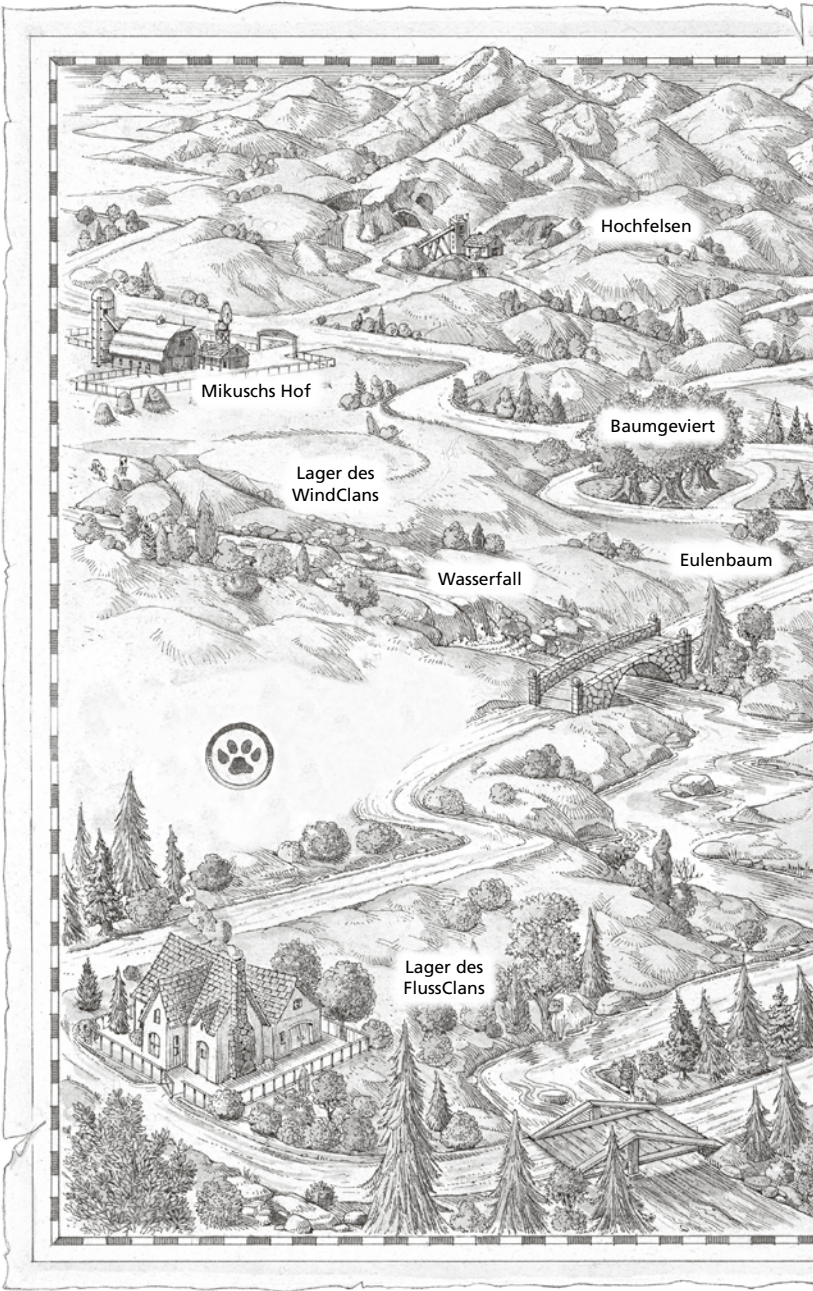 Hochfelsen
Mikuschs Hof
Baumgeviert
Lager des
WindClans
Eulenbaum
Wasserfall
Lager des
FlussClans